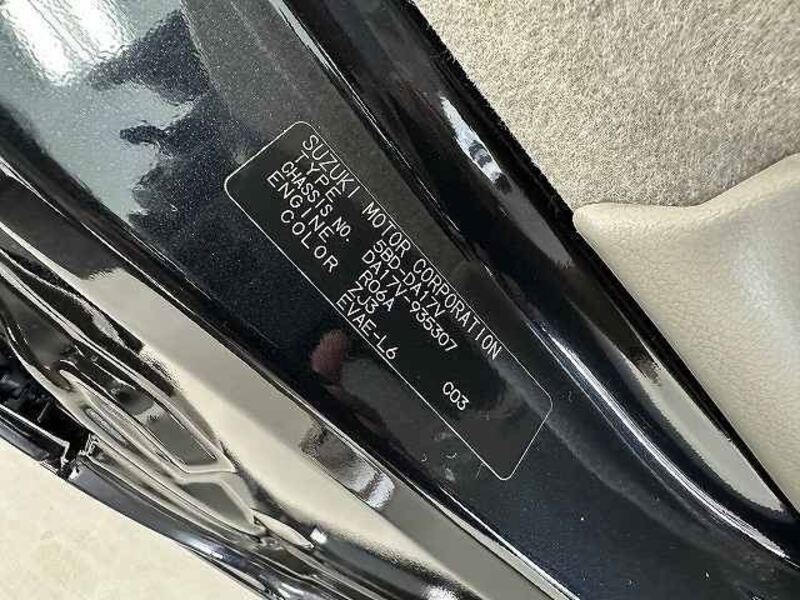 SUZUKI MOTOR CORPORATION
TYPE 5BD-DA17V
CHASSIS NO. DA17V-935307
ENGINE R06A
COLOR ZJ3
EVAE-L6 C03